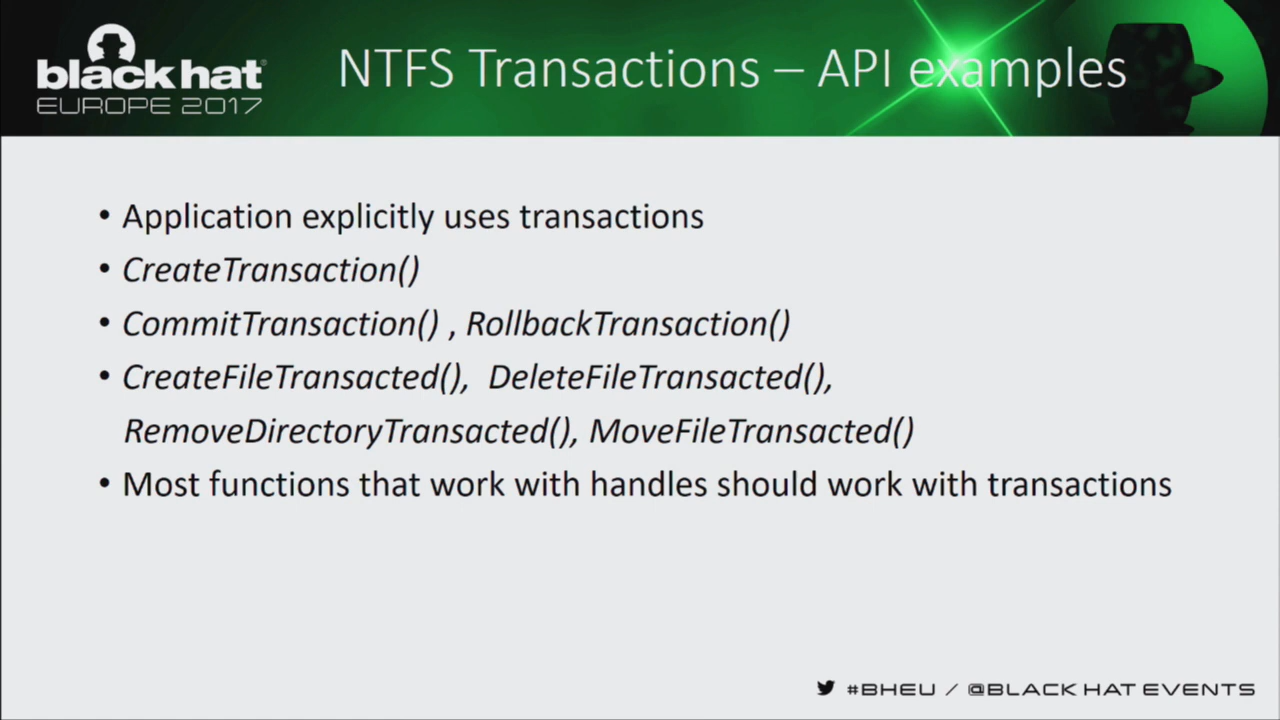 black hat
EUROPE 2017
NTFS Transactions – API examples
• Application explicitly uses transactions
• CreateTransaction()
• CommitTransaction() , RollbackTransaction()
• CreateFileTransacted(), DeleteFileTransacted(),
RemoveDirectoryTransacted(), MoveFileTransacted()
• Most functions that work with handles should work with transactions
#BHEU / @BLACK HAT EVENTS